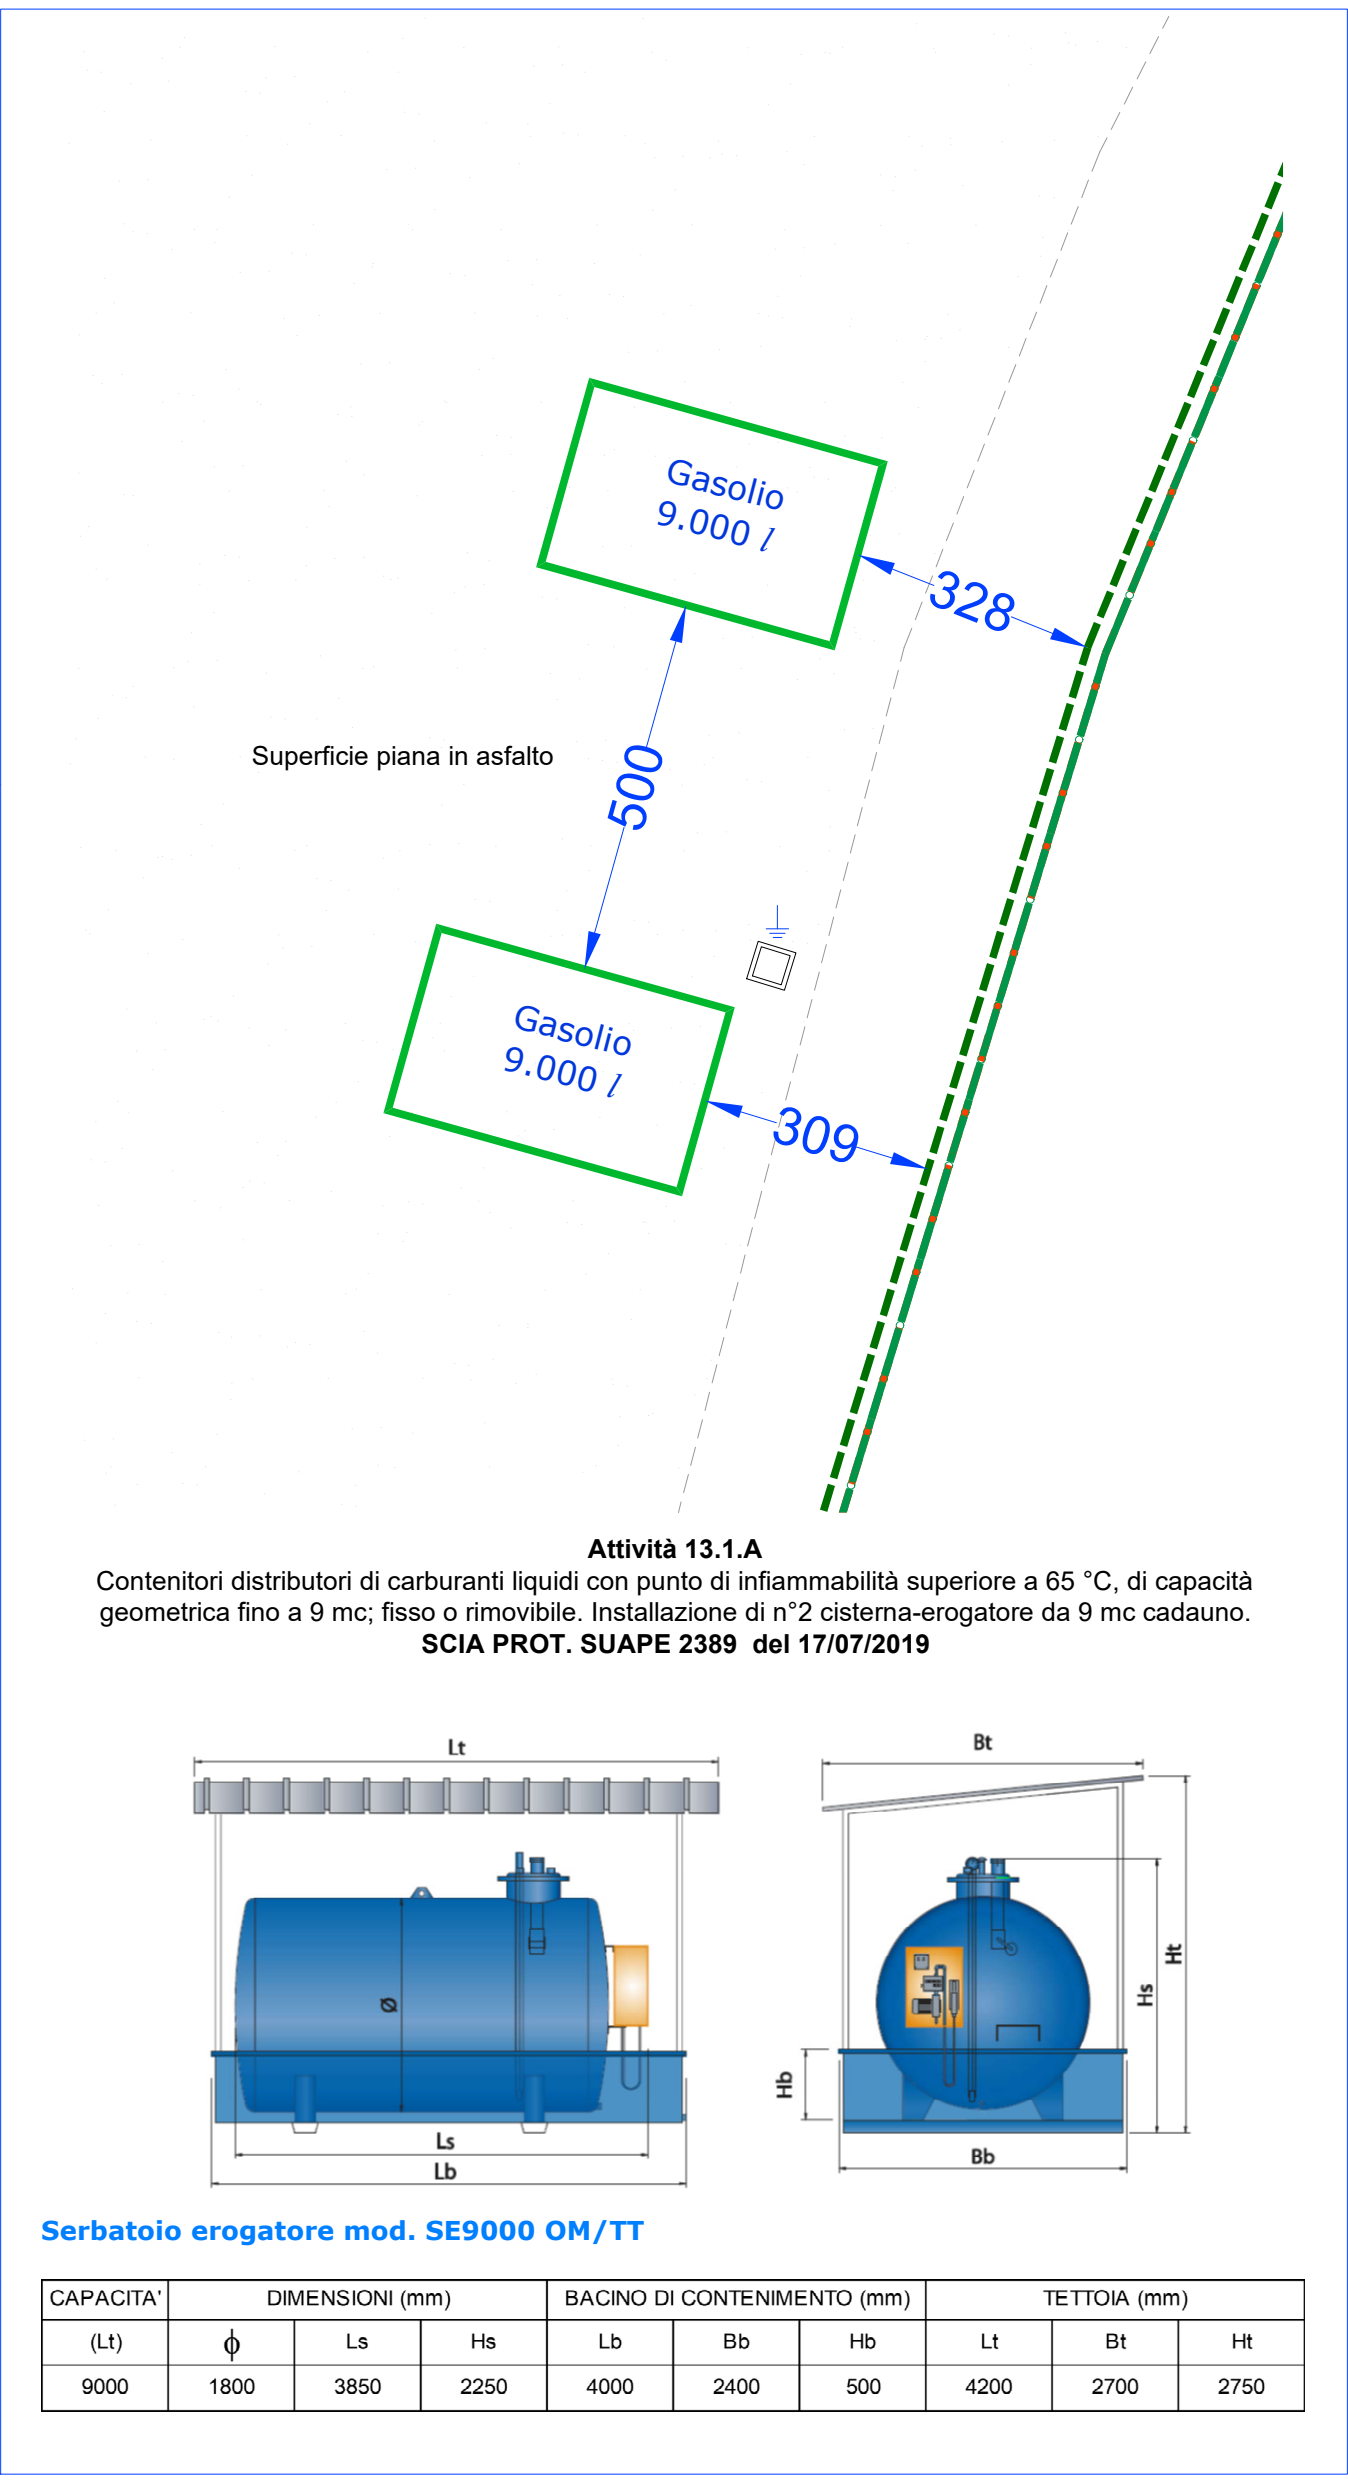 Gasolio
9.000 l
328
Superficie piana in asfalto
500
Gasolio
9.000 l
309
Attività 13.1.A
Contenitori distributori di carburanti liquidi con punto di infiammabilità superiore a 65 °C, di capacità
geometrica fino a 9 mc; fisso o rimovibile. Installazione di n°2 cisterna-erogatore da 9 mc cadauno.
SCIA PROT. SUAPE 2389 del 17/07/2019
Lt
Bt
Ø
Ht
Hs
Hb
Ls
Lb
Bb
Serbatoio erogatore mod. SE9000 OM/TT
CAPACITA' DIMENSIONI (mm) BACINO DI CONTENIMENTO (mm) TETTOIA (mm)
(Lt) ϕ Ls Hs Lb Bb Hb Lt Bt Ht
9000 1800 3850 2250 4000 2400 500 4200 2700 2750